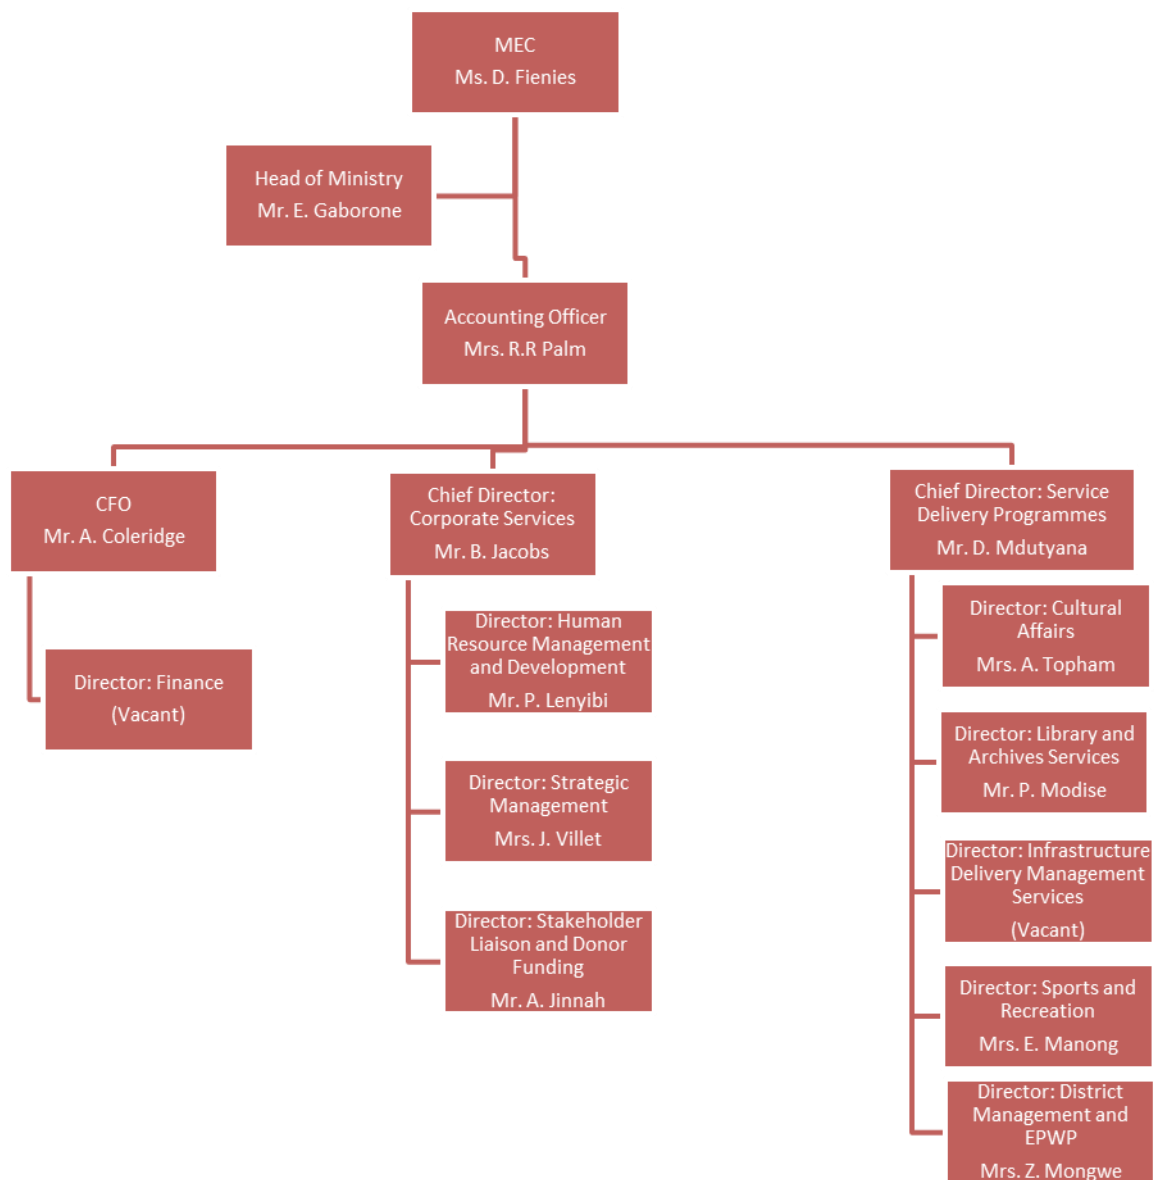 MEC
Ms. D. Fienies
Head of Ministry
Mr. E. Gaborone
Accounting Officer
Mrs. R.R Palm
CFO
Mr. A. Coleridge
Director: Finance
(Vacant)
Chief Director:
Corporate Services
Mr. B. Jacobs
Director: Human
Resource Management
and Development
Mr. P. Lenyibi
Director: Strategic
Management
Mrs. J. Villet
Director: Stakeholder
Liaison and Donor
Funding
Mr. A. Jinnah
Chief Director: Service
Delivery Programmes
Mr. D. Mdutyana
Director: Cultural
Affairs
Mrs. A. Topham
Director: Library and
Archives Services
Mr. P. Modise
Director: Infrastructure
Delivery Management
Services
(Vacant)
Director: Sports and
Recreation
Mrs. E. Manong
Director: District
Management and
EPWP
Mrs. Z. Mongwe